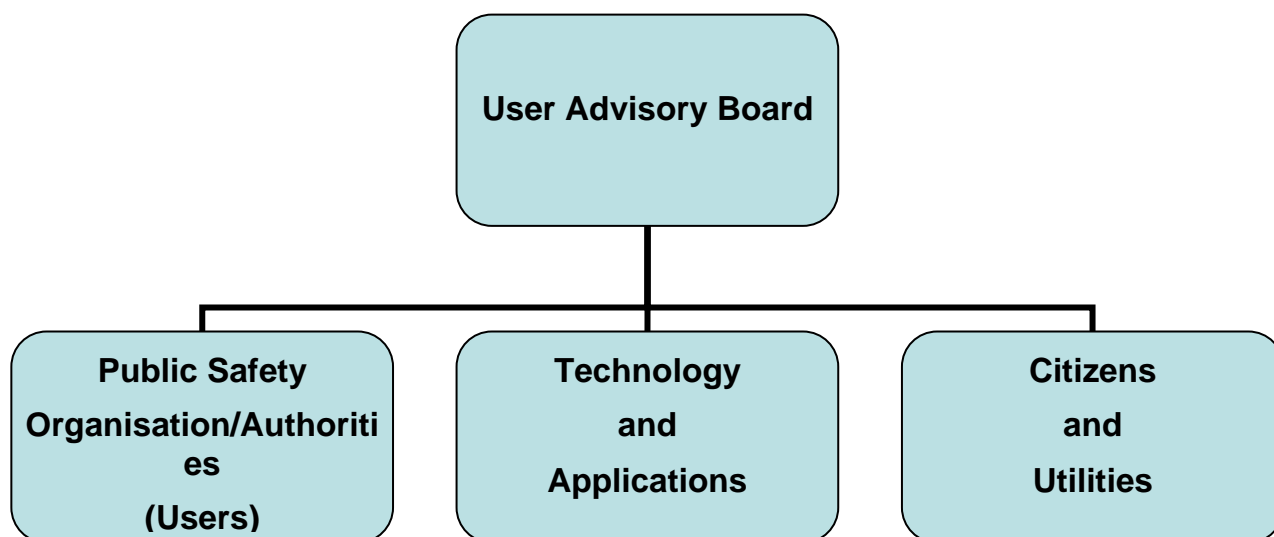 User Advisory Board
Public Safety
Organisation/Authoriti
es
(Users)
Technology
and
Applications
Citizens
and
Utilities